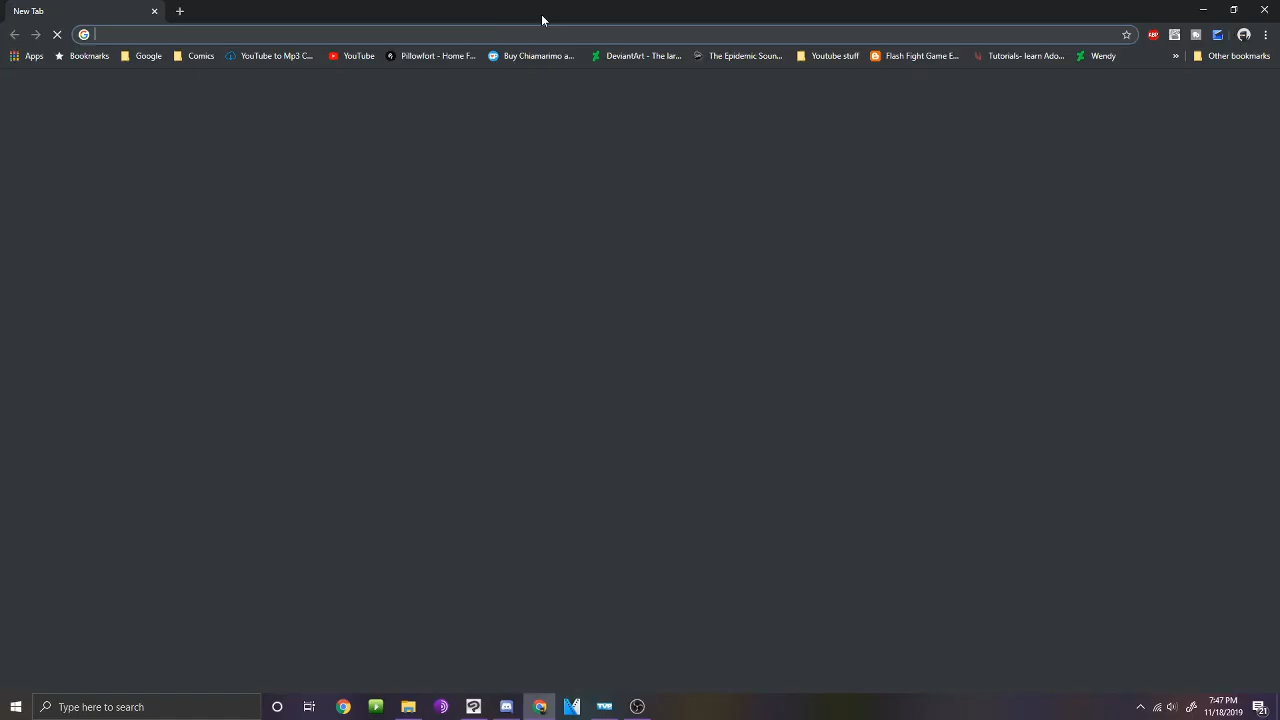 New Tab
Apps Bookmarks Google Comics YouTube to Mp3 C... YouTube Pillowfort - Home F... Buy Chiamarimo a... DeviantArt - The lar... The Epidemic Soun... Youtube stuff Flash Fight Game E... Tutorials- learn Ado... Wendy » Other bookmarks
Type here to search
7:47 PM
11/18/2019